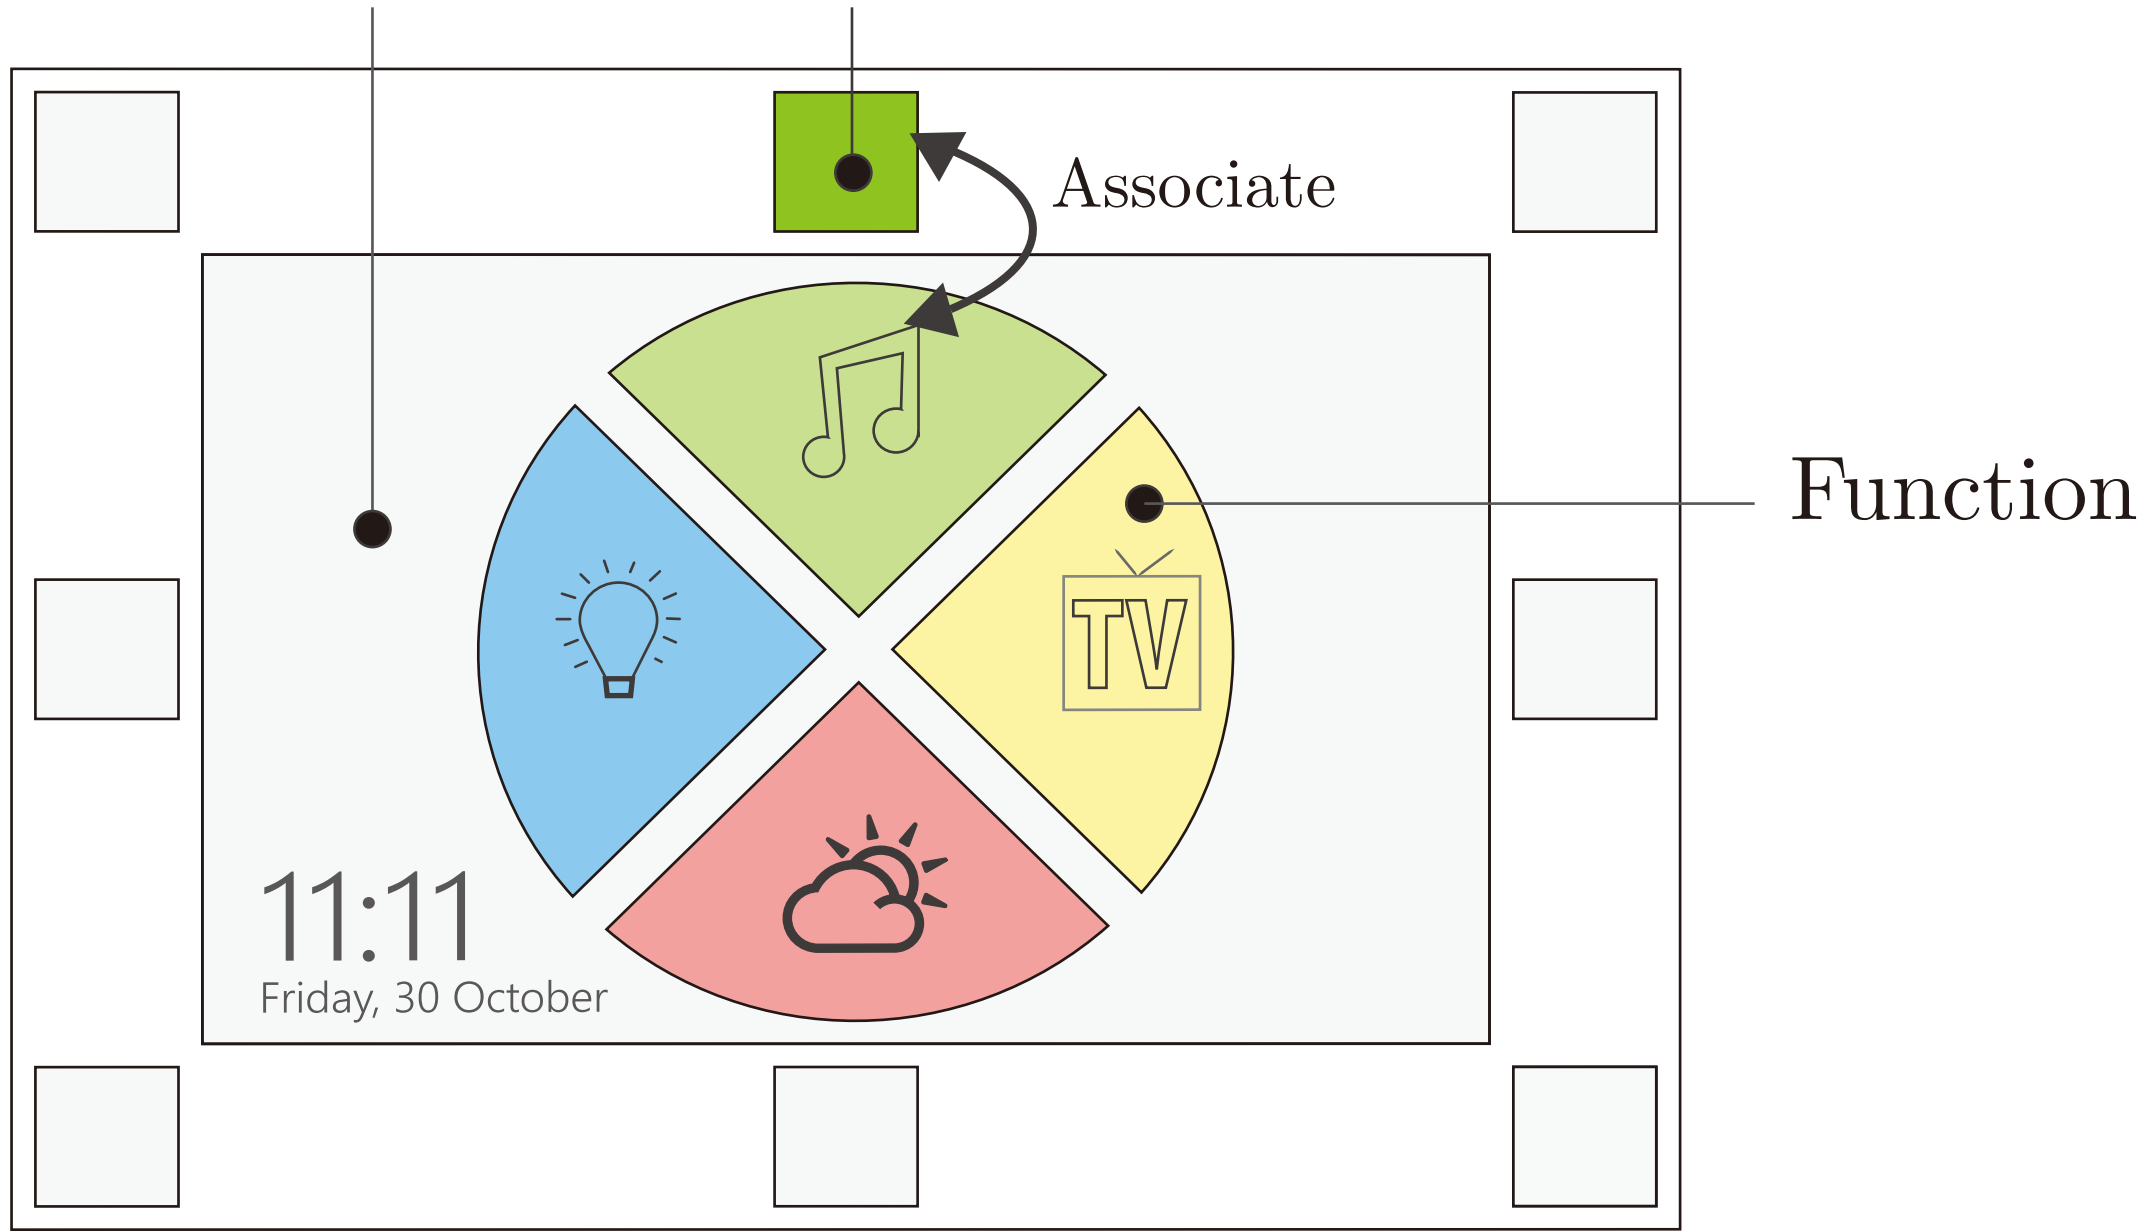 Associate
Function
TV
11:11
Friday, 30 October